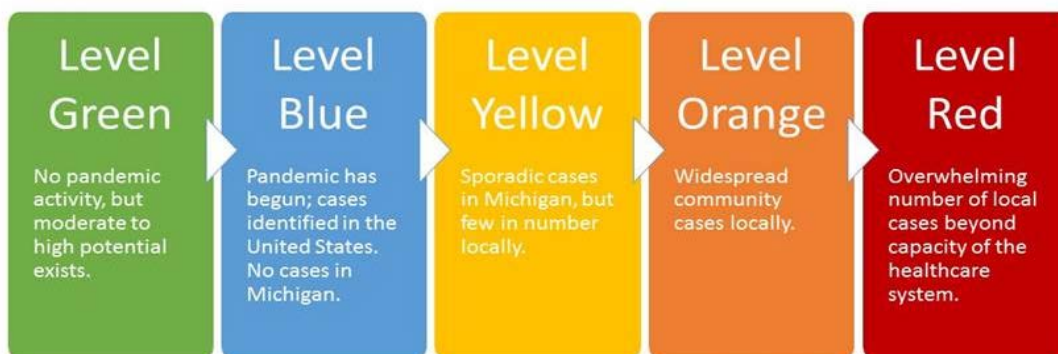 Level
Green
No pandemic
activity, but
moderate to
high potential
exists.
Level
Blue
Pandemic has
begun; cases
identified in the
United States.
No cases in
Michigan.
Level
Yellow
Sporadic cases
in Michigan, but
few in number
locally.
Level
Orange
Widespread
community
cases locally.
Level
Red
Overwhelming
number of local
cases beyond
capacity of the
healthcare
system.